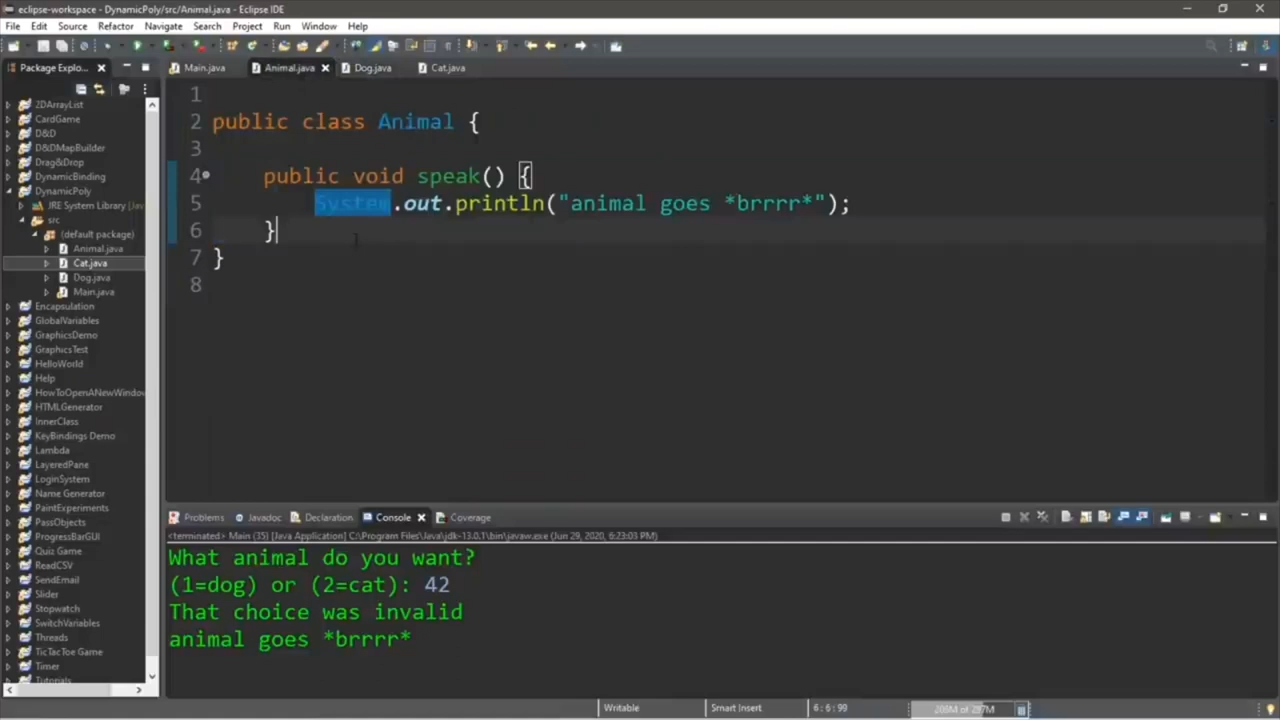 eclipse-workspace - DynamicPoly/src/Animal.java - Eclipse IDE
File Edit Source Refactor Navigate Search Project Run Window Help
Package Explo...
Main.java Animal.java Dog.java Cat.java
2DArrayList
CardGame
D&D
D&DMapBuilder
Drag&Drop
DynamicBinding
DynamicPoly
JRE System Library [Jav
src
(default package)
Animal.java
Cat.java
Dog.java
Main.java
Encapsulation
GlobalVariables
GraphicsDemo
GraphicsTest
HelloWorld
Help
HowToOpenANewWindow
HTMLGenerator
InnerClass
KeyBindings Demo
Lambda
LayeredPane
LoginSystem
Name Generator
PaintExperiments
PassObjects
ProgressBarGUI
Quiz Game
ReadCSV
SendEmail
Slider
Stopwatch
SwitchVariables
Threads
TicTacToe Game
Timer
Tutorials
1
2 public class Animal {
3
4 public void speak() {
5 System.out.println("animal goes *brrrr*");
6 }
7 }
8
Problems Javadoc Declaration Console Coverage
<terminated> Main (35) [Java Application] C:\Program Files\Java\jdk-13.0.1\bin\javaw.exe (Jun 29, 2020, 6:23:03 PM)
What animal do you want?
(1=dog) or (2=cat): 42
That choice was invalid
animal goes *brrrr*
Writable Smart Insert 6 : 6 : 99